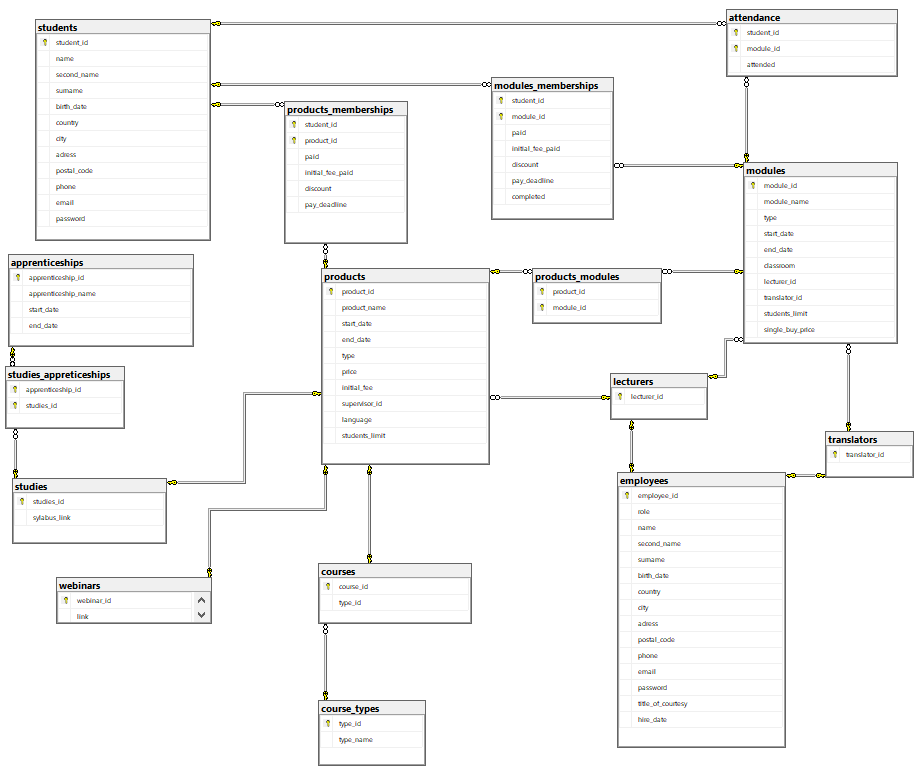 students
student_id
name
second_name
surname
birth_date
country
city
adress
postal_code
phone
email
password
attendance
student_id
module_id
attended
modules_memberships
student_id
module_id
paid
initial_fee_paid
discount
pay_deadline
completed
products_memberships
student_id
product_id
paid
initial_fee_paid
discount
pay_deadline
modules
module_id
module_name
type
start_date
end_date
classroom
lecturer_id
translator_id
students_limit
single_buy_price
apprenticeships
apprenticeship_id
apprenticeship_name
start_date
end_date
products
product_id
product_name
start_date
end_date
type
price
initial_fee
supervisor_id
language
students_limit
products_modules
product_id
module_id
studies_appreticeships
apprenticeship_id
studies_id
lecturers
lecturer_id
translators
translator_id
studies
studies_id
sylabus_link
employees
employee_id
role
name
second_name
surname
birth_date
country
city
adress
postal_code
phone
email
password
title_of_courtesy
hire_date
webinars
webinar_id
link
courses
course_id
type_id
course_types
type_id
type_name